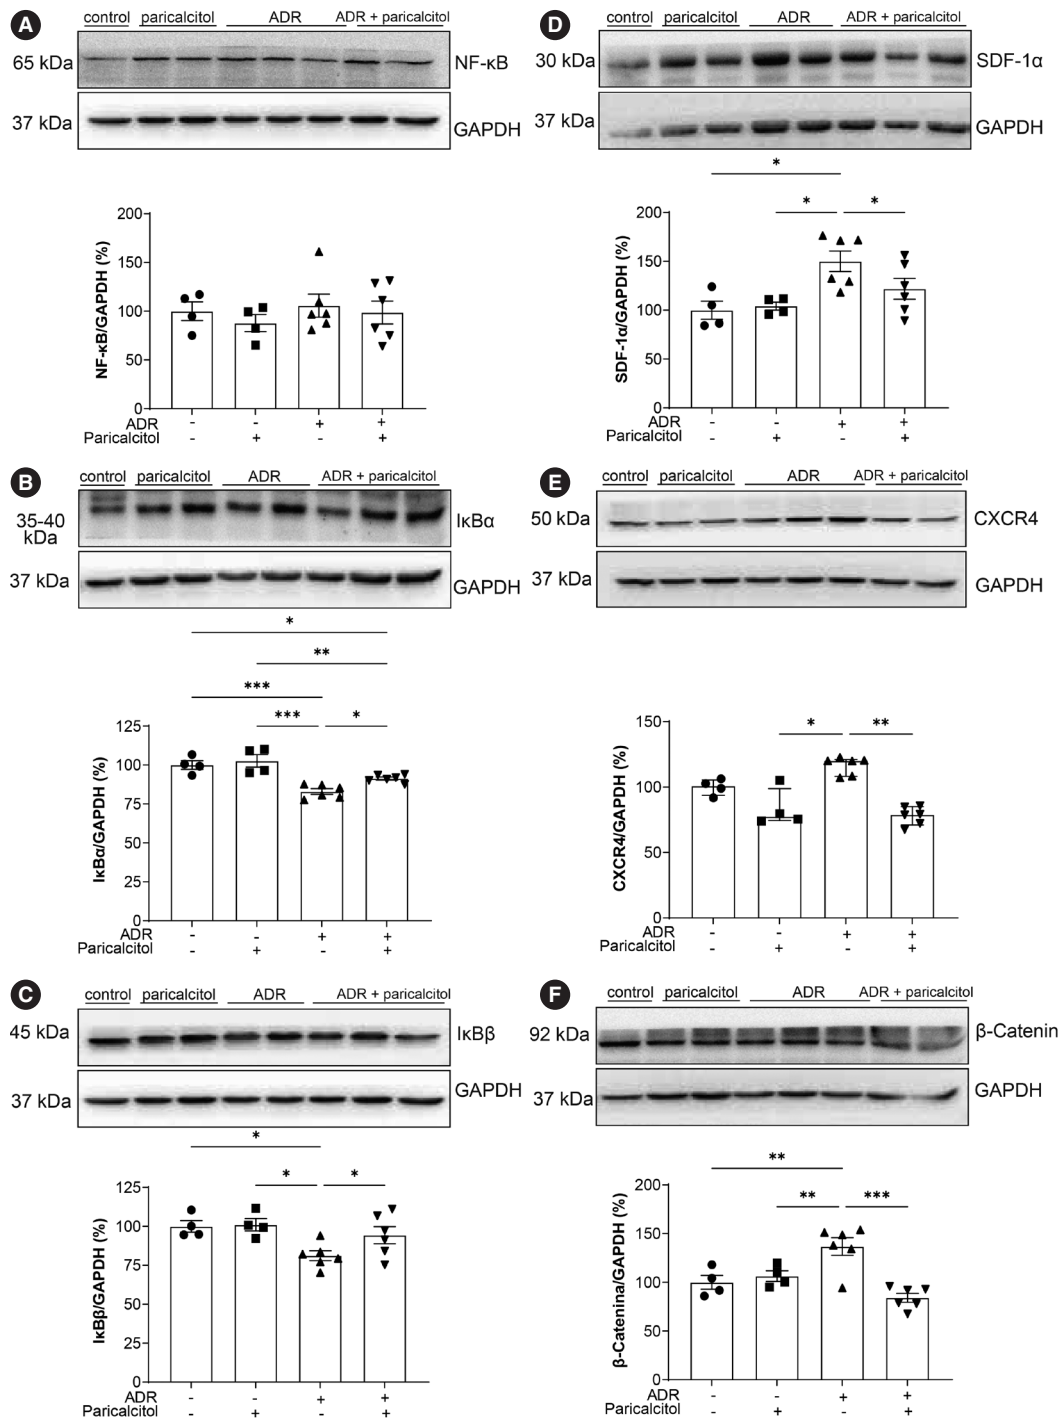 A
control paricalcitol ADR ADR + paricalcitol
65 kDa NF-κB
37 kDa GAPDH
NF-κB/GAPDH (%)
200
150
100
50
0
ADR - - + +
Paricalcitol - + - +
B
control paricalcitol ADR ADR + paricalcitol
35-40
kDa
IκBα
37 kDa GAPDH
*
**
***
*** *
IκBα/GAPDH (%)
125
100
75
50
25
0
ADR - - + +
Paricalcitol - + - +
C
control paricalcitol ADR ADR + paricalcitol
45 kDa IκBβ
37 kDa GAPDH
*
* *
IκBβ/GAPDH (%)
125
100
75
50
25
0
ADR - - + +
Paricalcitol - + - +
D
control paricalcitol ADR ADR + paricalcitol
30 kDa SDF-1α
37 kDa GAPDH
*
* *
SDF-1α/GAPDH (%)
200
150
100
50
0
ADR - - + +
Paricalcitol - + - +
E
control paricalcitol ADR ADR + paricalcitol
50 kDa CXCR4
37 kDa GAPDH
* **
CXCR4/GAPDH (%)
150
100
50
0
ADR - - + +
Paricalcitol - + - +
F
control paricalcitol ADR ADR + paricalcitol
92 kDa β-Catenin
37 kDa GAPDH
**
** ***
β-Catenina/GAPDH (%)
200
150
100
50
0
ADR - - + +
Paricalcitol - + - +